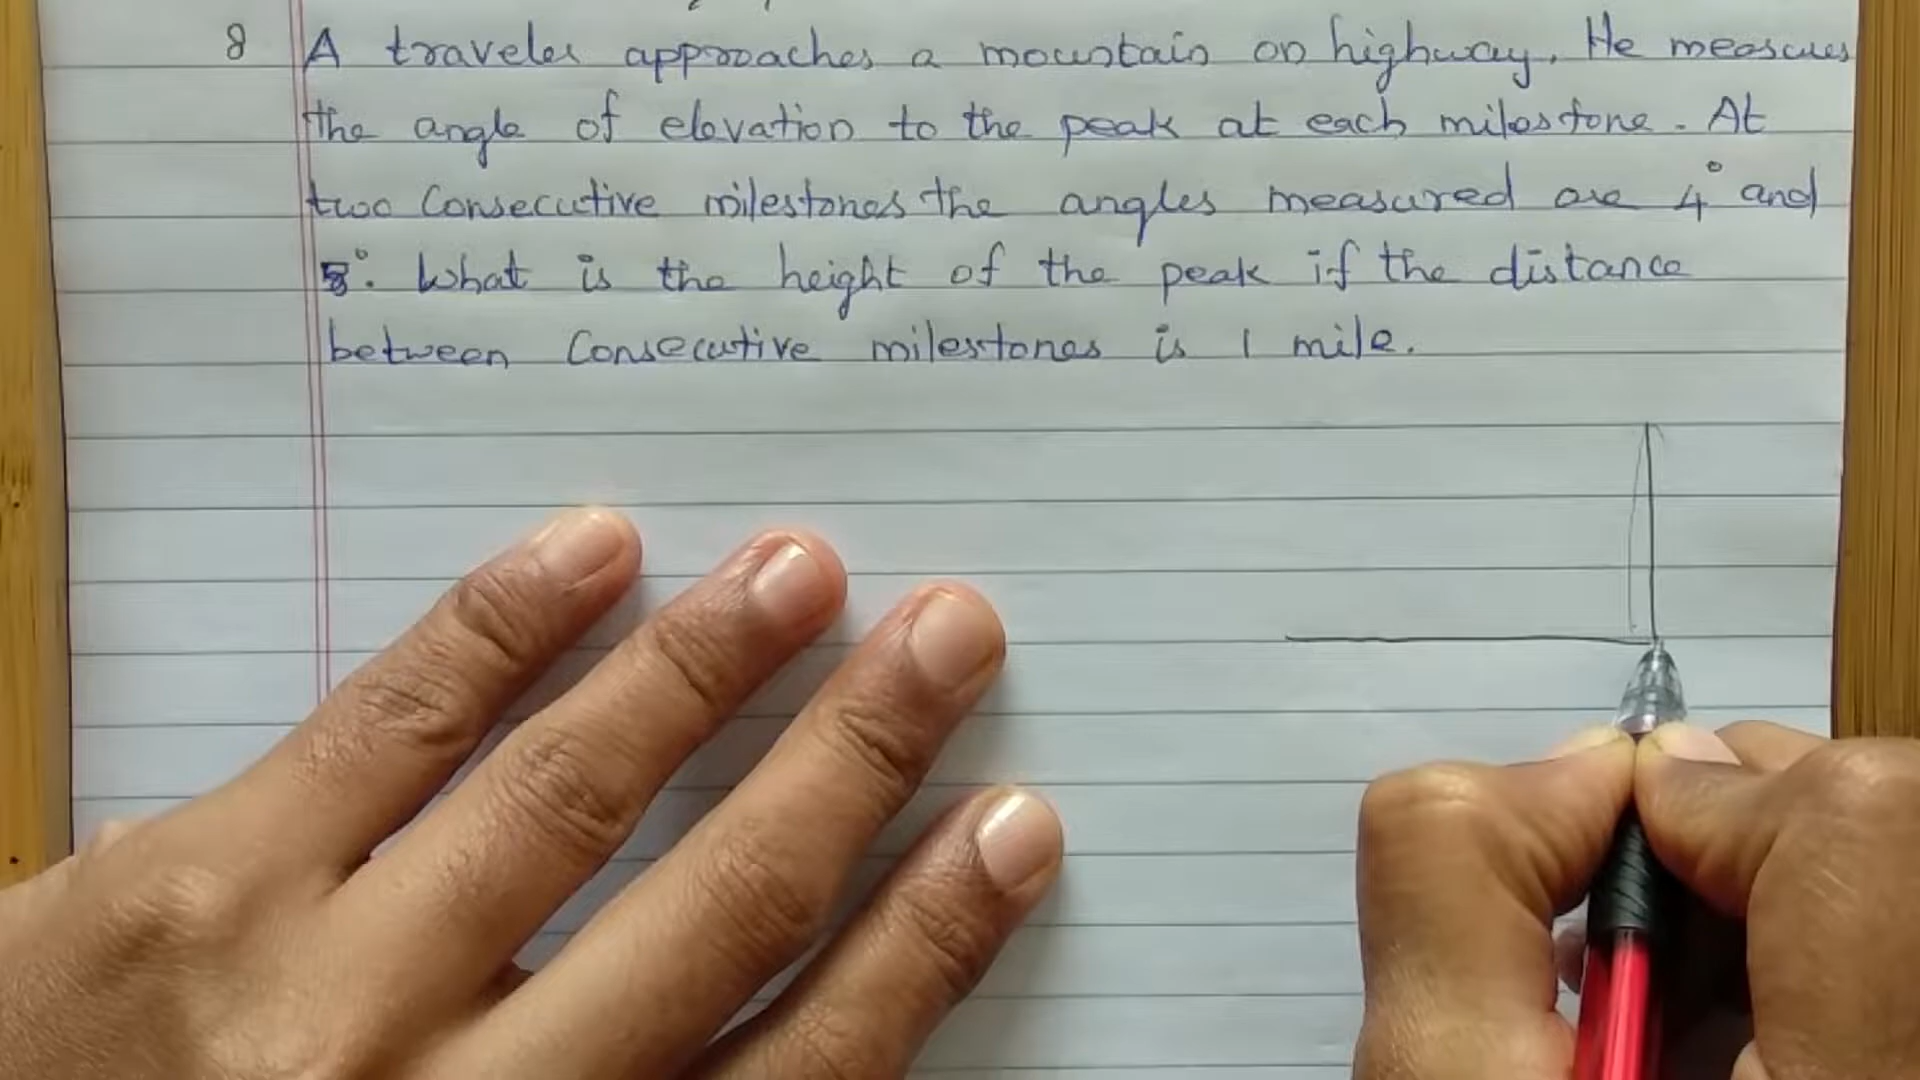 8 A traveler approaches a mountain on highway. He measures
the angle of elevation to the peak at each milestone. At
two Consecutive milestones the angles measured are 4° and
5°. What is the height of the peak if the distance
between Consecutive milestones is 1 mile.